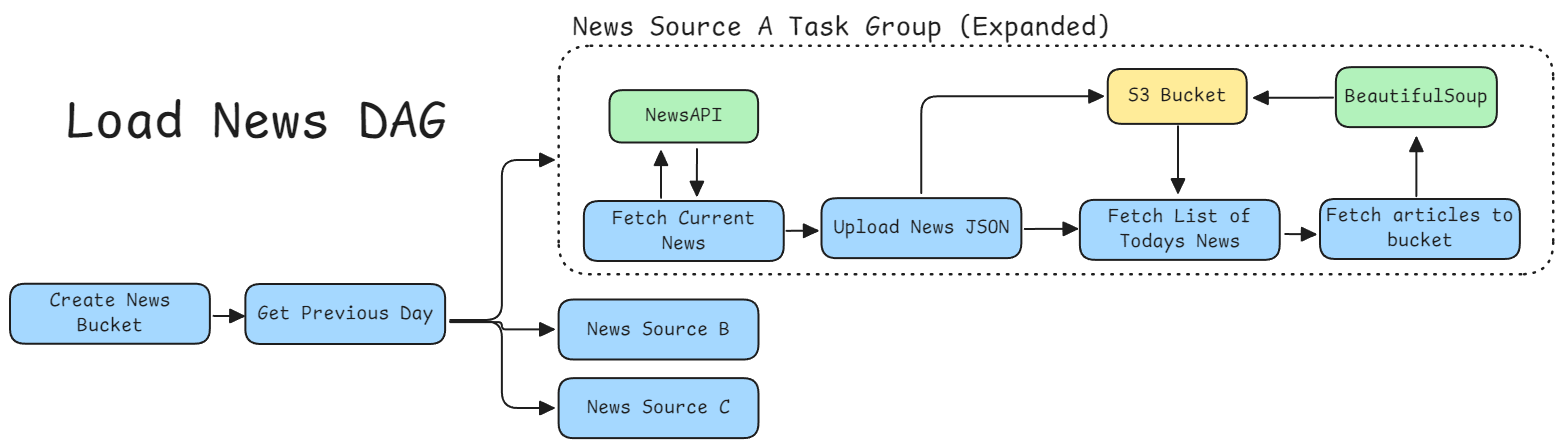 News Source A Task Group (Expanded)
Load News DAG
NewsAPI
S3 Bucket
BeautifulSoup
Fetch Current
News
Upload News JSON
Fetch List of
Todays News
Fetch articles to
bucket
Create News
Bucket
Get Previous Day
News Source B
News Source C